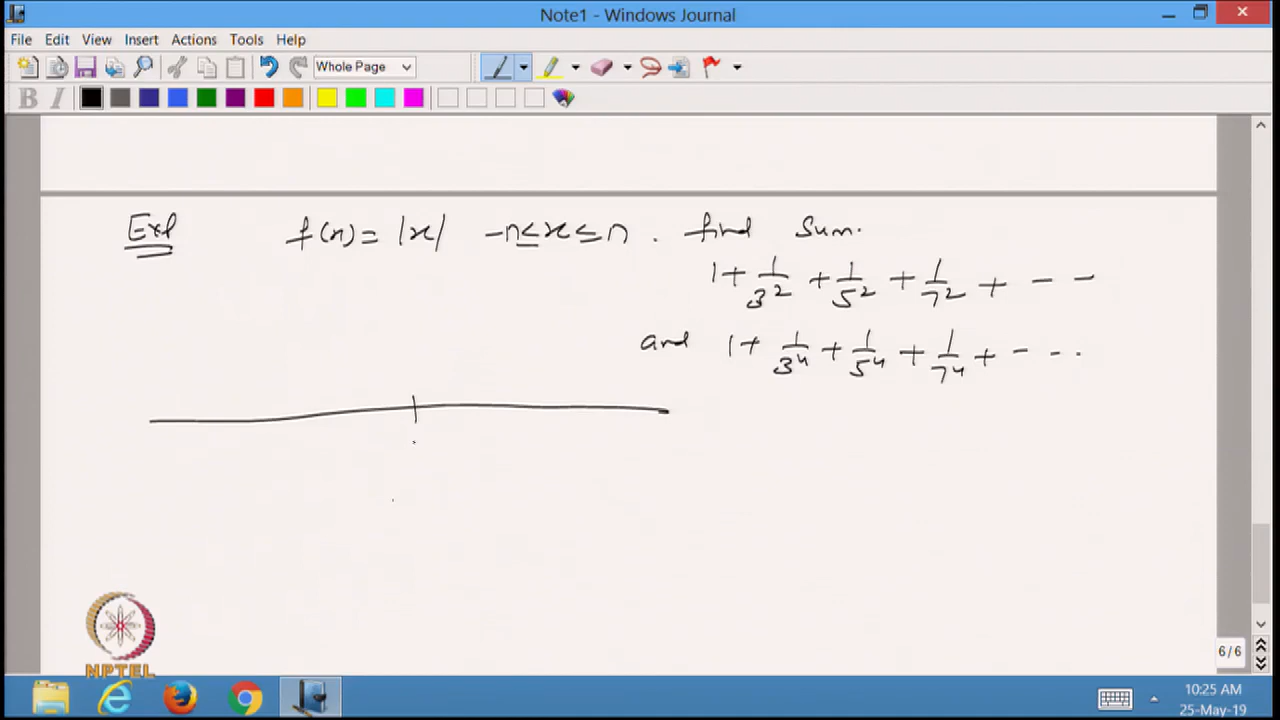 Note1 - Windows Journal
File Edit View Insert Actions Tools Help
Whole Page
B I
Exl f(x) = |x| -π≤x≤π . find Sum.
1 + 1/3² + 1/5² + 1/7² + - -
and 1 + 1/3⁴ + 1/5⁴ + 1/7⁴ + - - .
6 / 6
NPTEL
10:25 AM
25-May-19